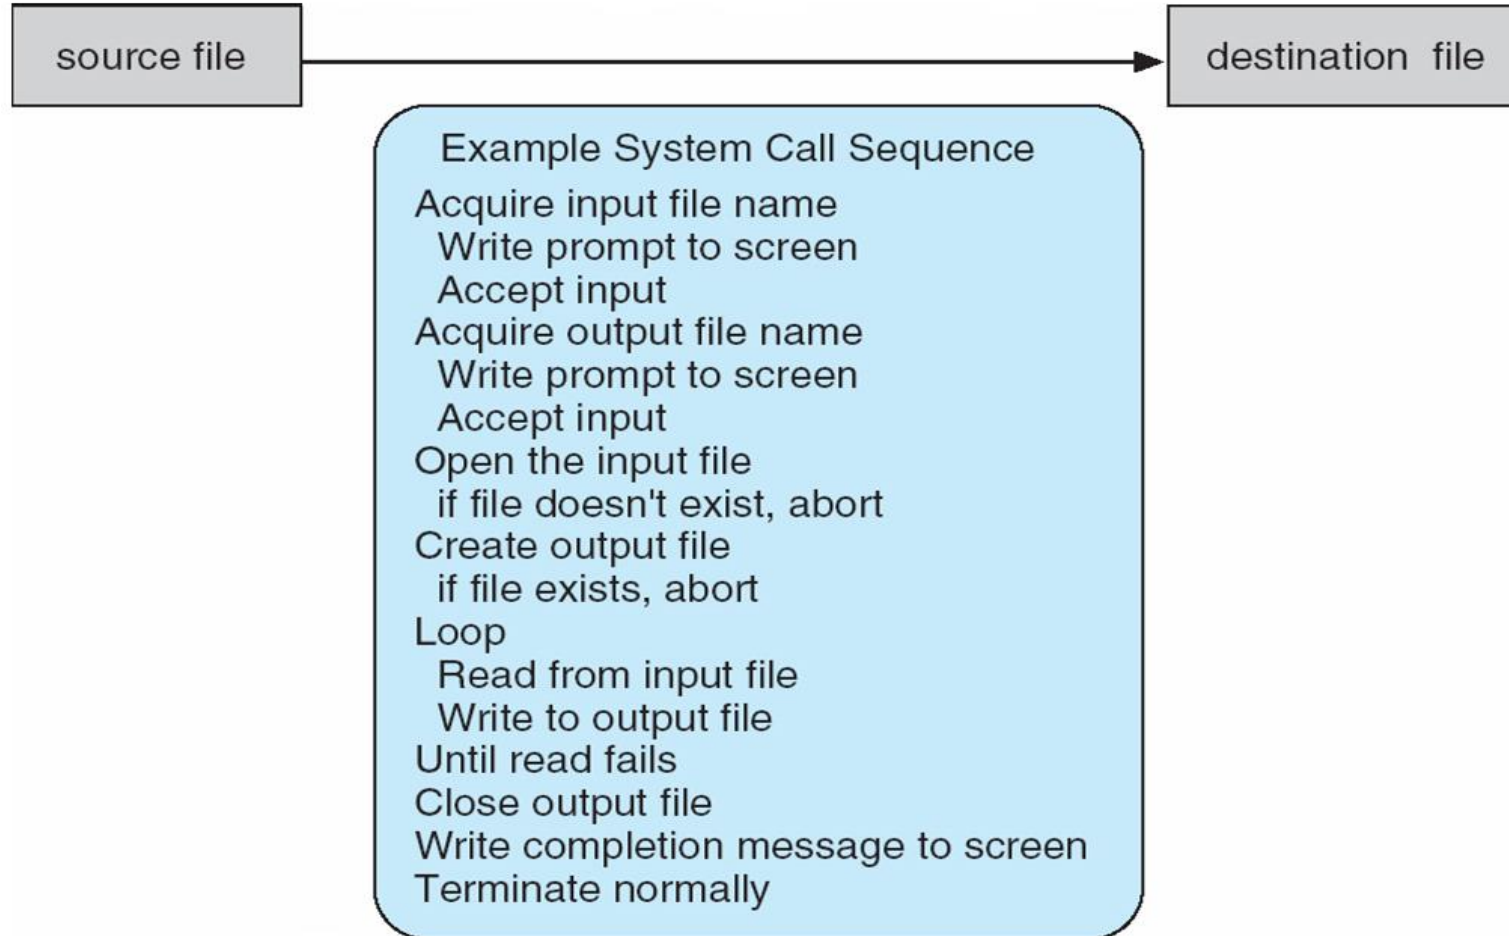 source file
destination file
Example System Call Sequence
Acquire input file name
Write prompt to screen
Accept input
Acquire output file name
Write prompt to screen
Accept input
Open the input file
if file doesn't exist, abort
Create output file
if file exists, abort
Loop
Read from input file
Write to output file
Until read fails
Close output file
Write completion message to screen
Terminate normally